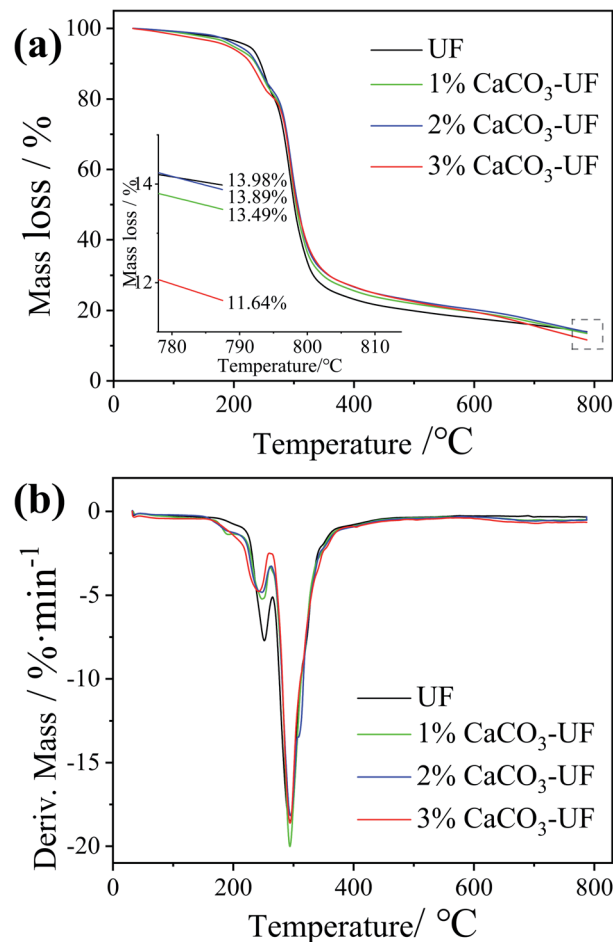 (a)
UF
1% CaCO₃-UF
2% CaCO₃-UF
3% CaCO₃-UF
Mass loss / %
100
80
60
40
20
0
Mass loss / %
14
12
13.98%
13.89%
13.49%
11.64%
780 790 800 810
Temperature/°C
0 200 400 600 800
Temperature /°C
(b)
Deriv. Mass / %·min⁻¹
0
-5
-10
-15
-20
UF
1% CaCO₃-UF
2% CaCO₃-UF
3% CaCO₃-UF
0 200 400 600 800
Temperature/ °C